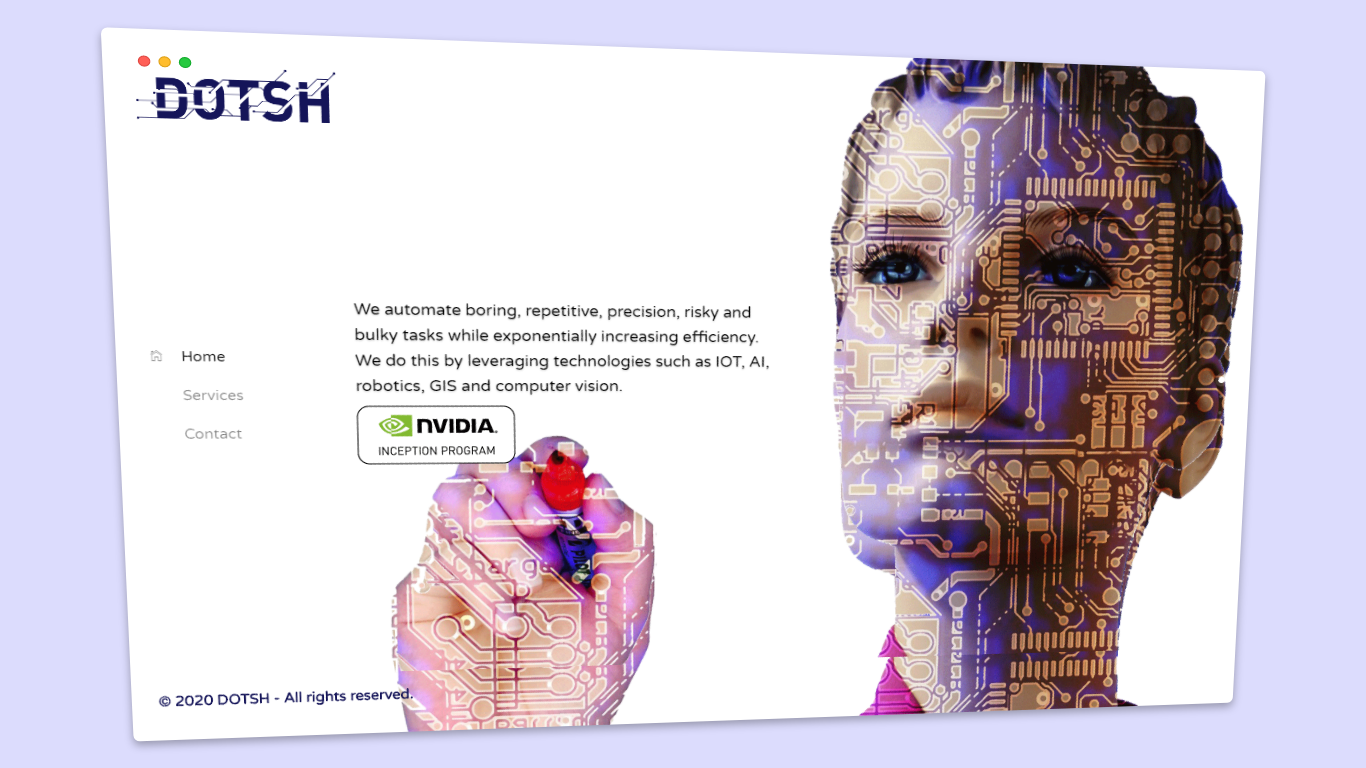 DOTSH
We automate boring, repetitive, precision, risky and
bulky tasks while exponentially increasing efficiency.
We do this by leveraging technologies such as IOT, AI,
robotics, GIS and computer vision.
Home
Services
Contact
NVIDIA.
INCEPTION PROGRAM
© 2020 DOTSH - All rights reserved.